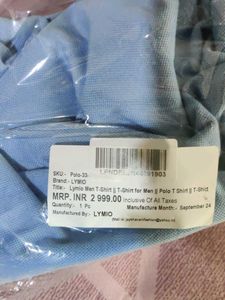 SKU:- Polo-33-
Brand:- LYMIO
Title:- Lymio Men T-Shirt || T-Shirt for Men || Polo T Shirt || T-Shirt
MRP. INR 2 999.00 Inclusive Of All Taxes
Quantity:- 1 Pc Manufacture Month:- September 24
Manufactured By:- LYMIO